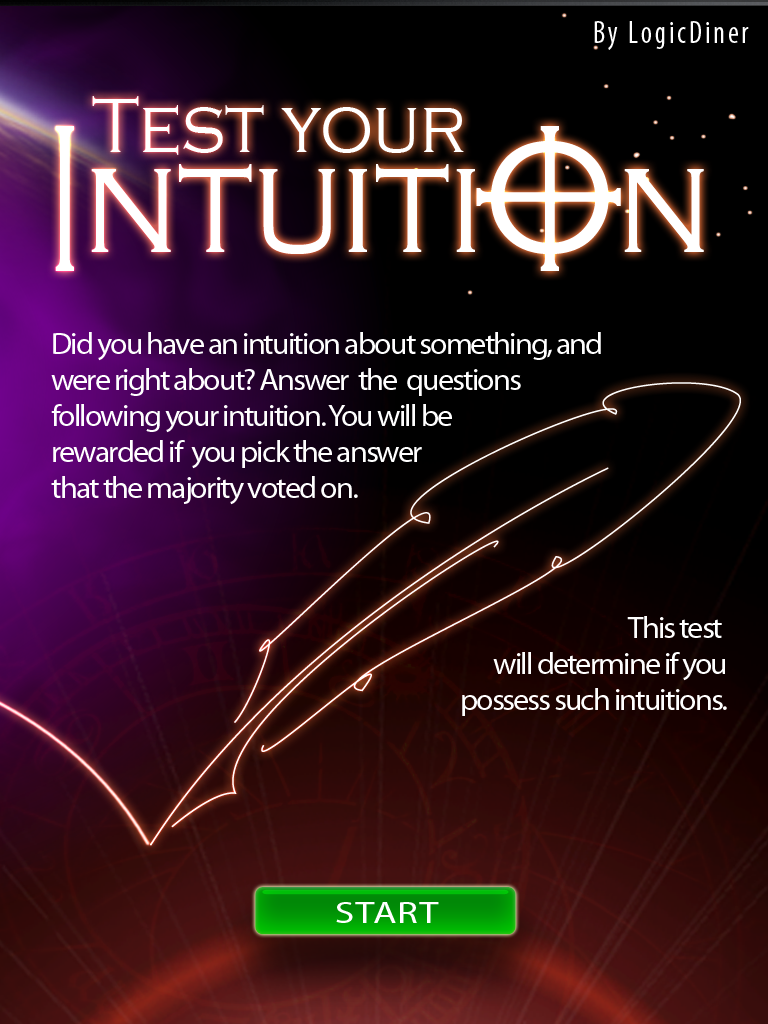 By LogicDiner
TEST YOUR
INTUITION
Did you have an intuition about something, and
were right about? Answer the questions
following your intuition. You will be
rewarded if you pick the answer
that the majority voted on.
This test
will determine if you
possess such intuitions.
START